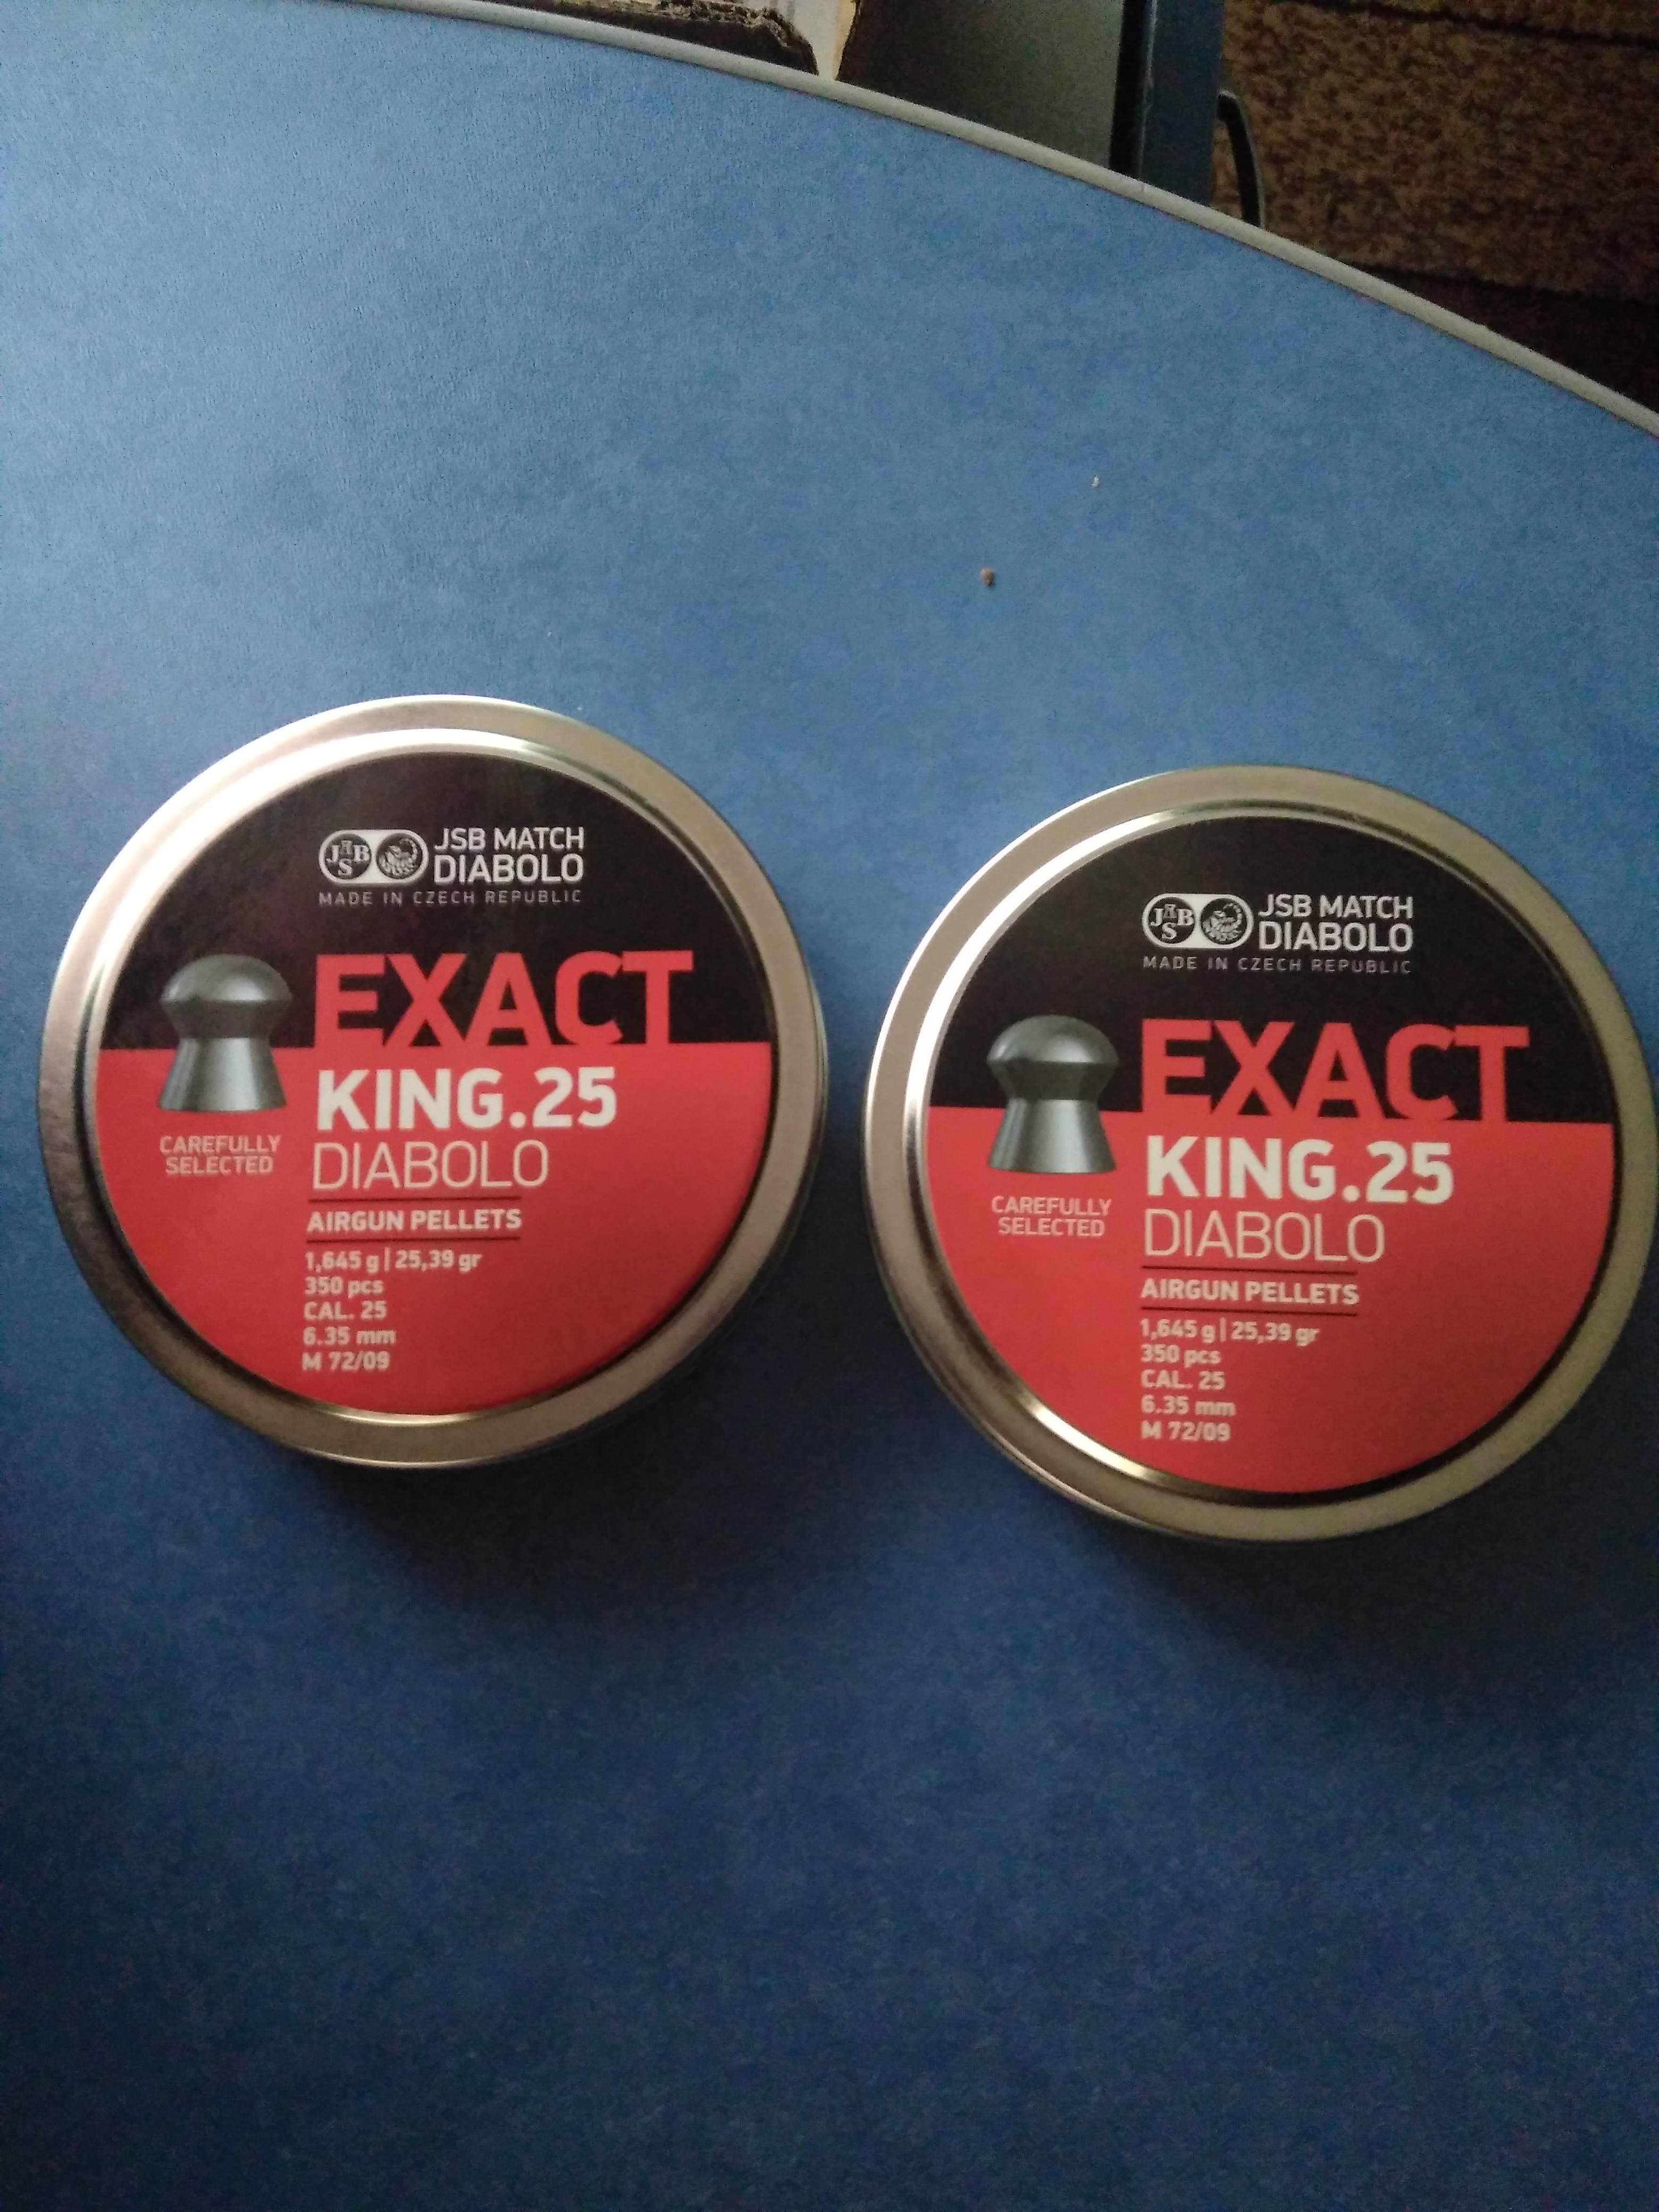 JSB
JSB MATCH
DIABOLO
MADE IN CZECH REPUBLIC
EXACT
KING.25
DIABOLO
CAREFULLY
SELECTED
AIRGUN PELLETS
1,645 g | 25,39 gr
350 pcs
CAL. 25
6.35 mm
M 72/09
JSB
JSB MATCH
DIABOLO
MADE IN CZECH REPUBLIC
EXACT
KING.25
DIABOLO
CAREFULLY
SELECTED
AIRGUN PELLETS
1,645 g | 25,39 gr
350 pcs
CAL. 25
6.35 mm
M 72/09